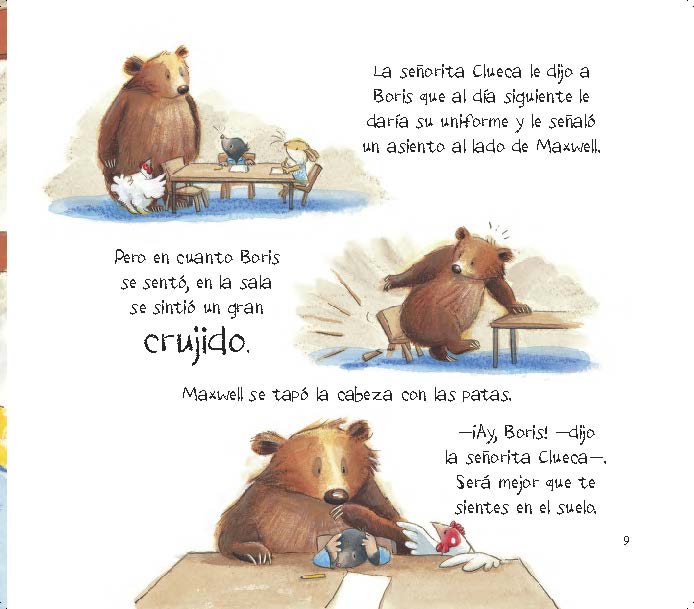 La señorita Clueca le dijo a
Boris que al día siguiente le
daría su uniforme y le señaló
un asiento al lado de Maxwell.
Pero en cuanto Boris
se sentó, en la sala
se sintió un gran
crujido.
Maxwell se tapó la cabeza con las patas.
—¡Ay, Boris! —dijo
la señorita Clueca—.
Será mejor que te
sientes en el suelo.
9